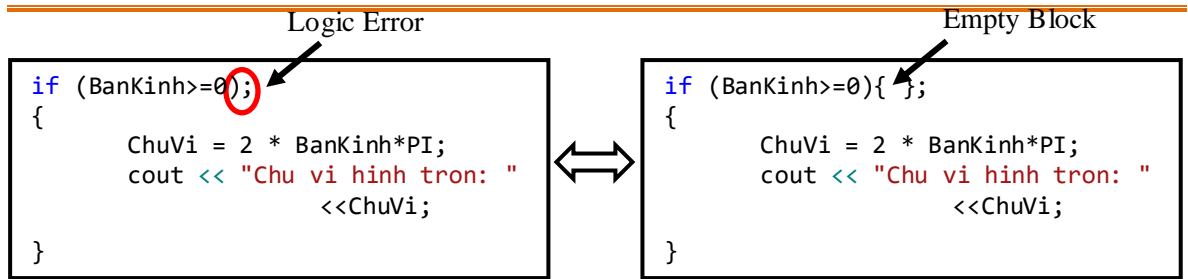 Logic Error
Empty Block
if (BanKinh>=0);
{
ChuVi = 2 * BanKinh*PI;
cout << "Chu vi hinh tron: "
<<ChuVi;
}
if (BanKinh>=0){ };
{
ChuVi = 2 * BanKinh*PI;
cout << "Chu vi hinh tron: "
<<ChuVi;
}